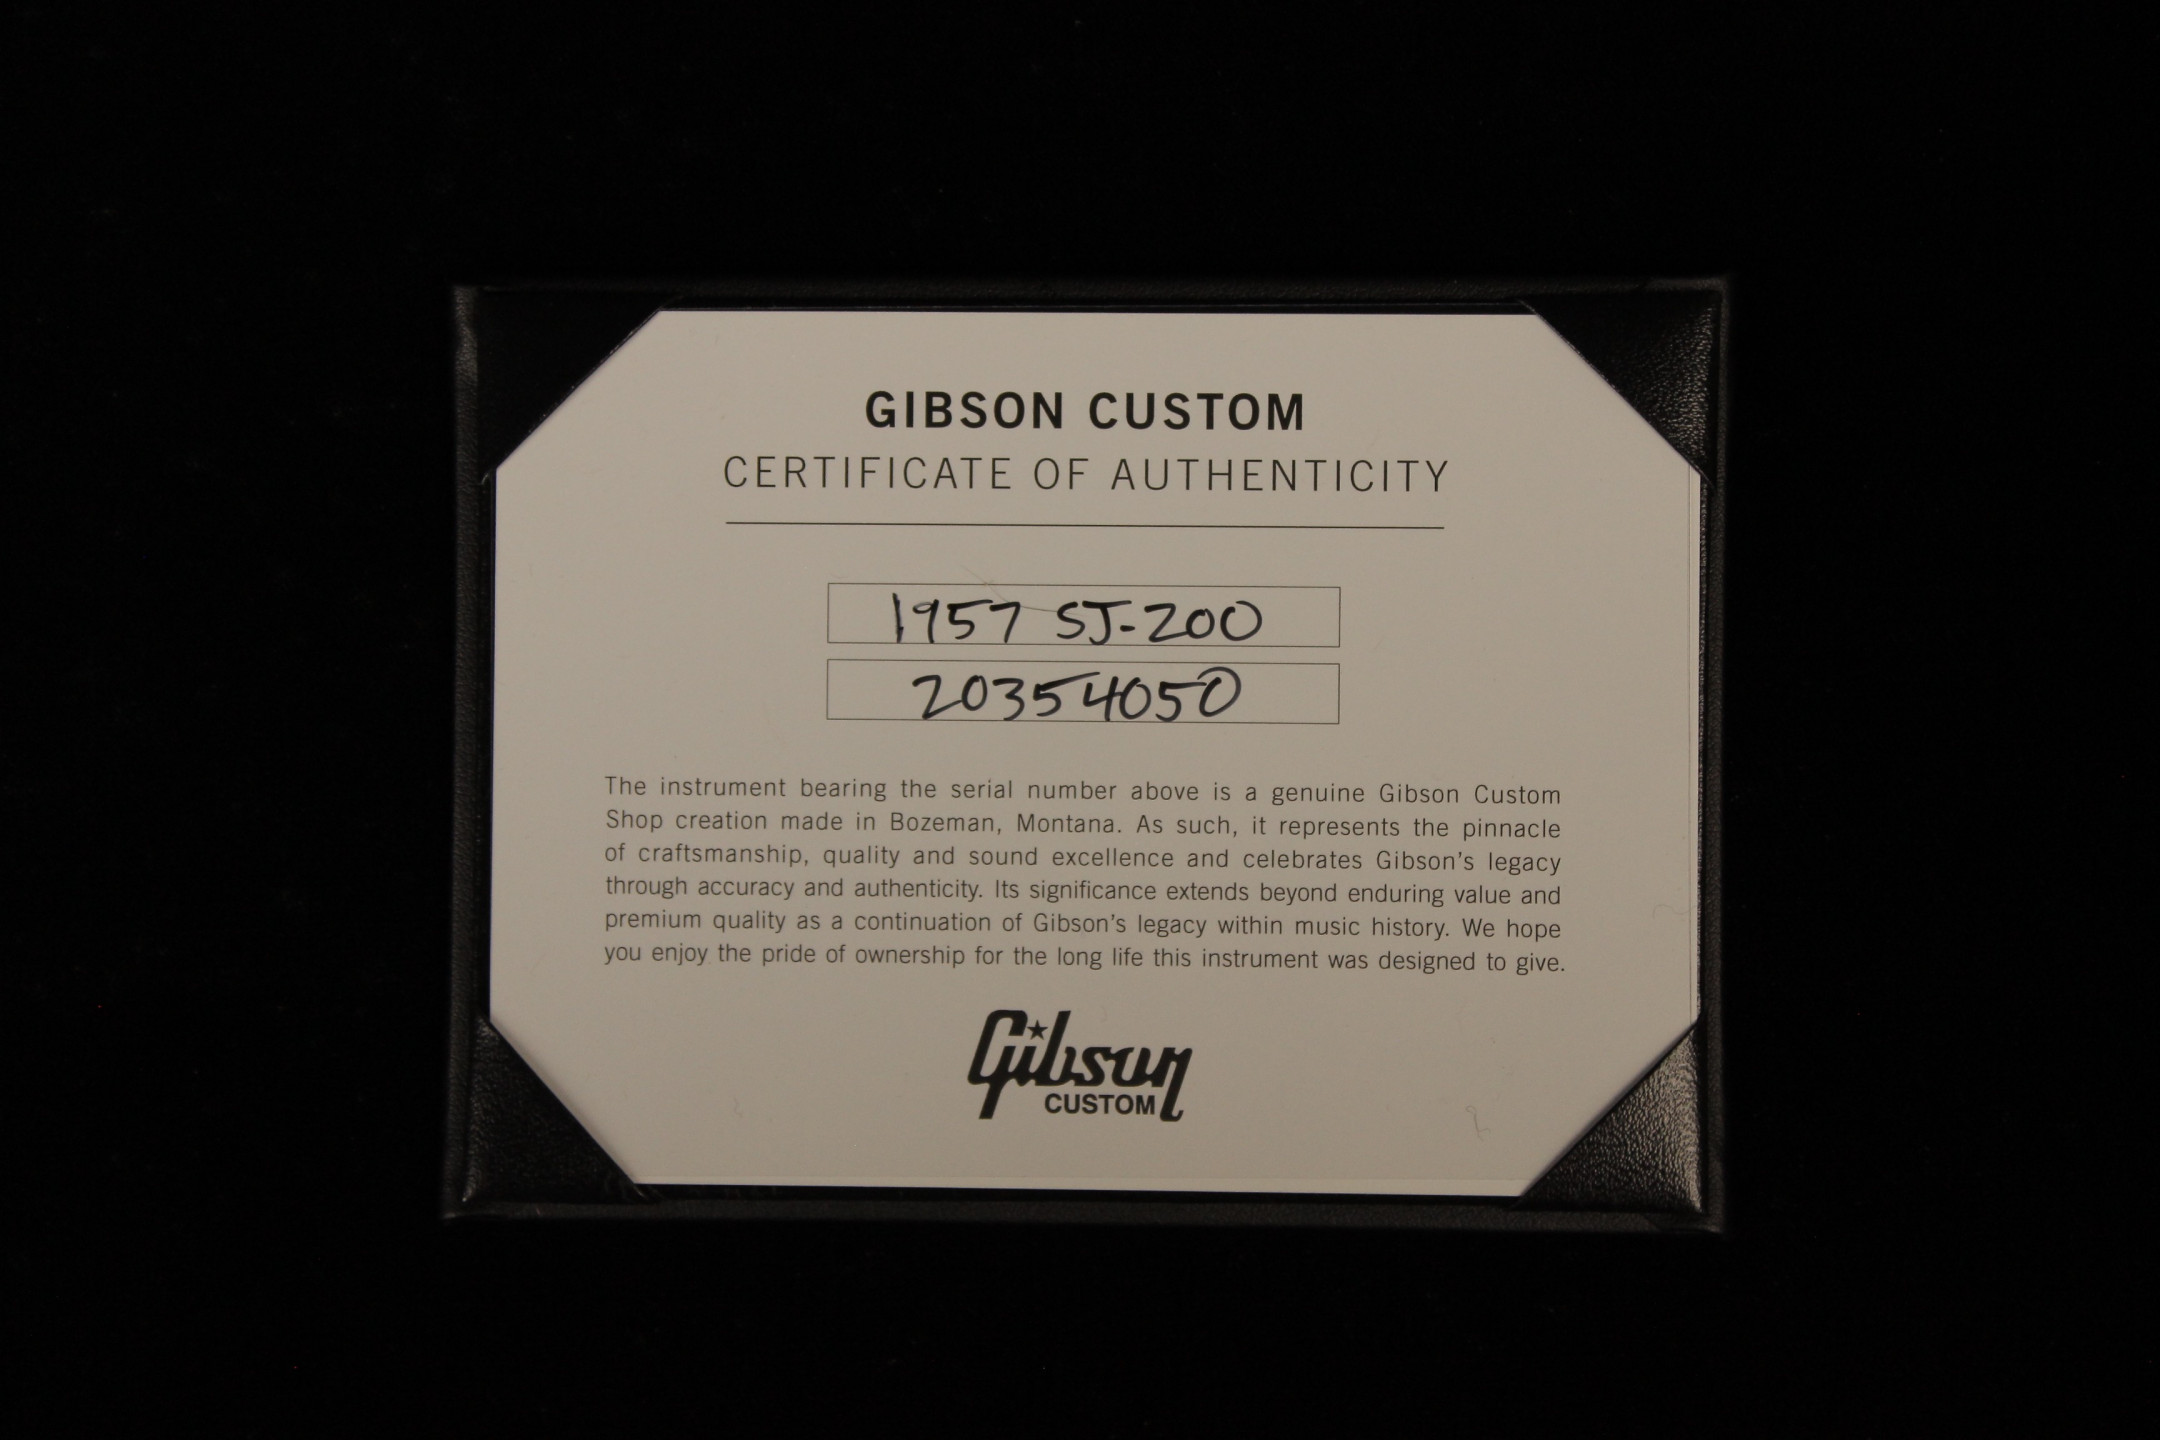 GIBSON CUSTOM
CERTIFICATE OF AUTHENTICITY
1957 SJ-200
20354050
The instrument bearing the serial number above is a genuine Gibson Custom
Shop creation made in Bozeman, Montana. As such, it represents the pinnacle
of craftsmanship, quality and sound excellence and celebrates Gibson's legacy
through accuracy and authenticity. Its significance extends beyond enduring value and
premium quality as a continuation of Gibson's legacy within music history. We hope
you enjoy the pride of ownership for the long life this instrument was designed to give.
Gibson
CUSTOM